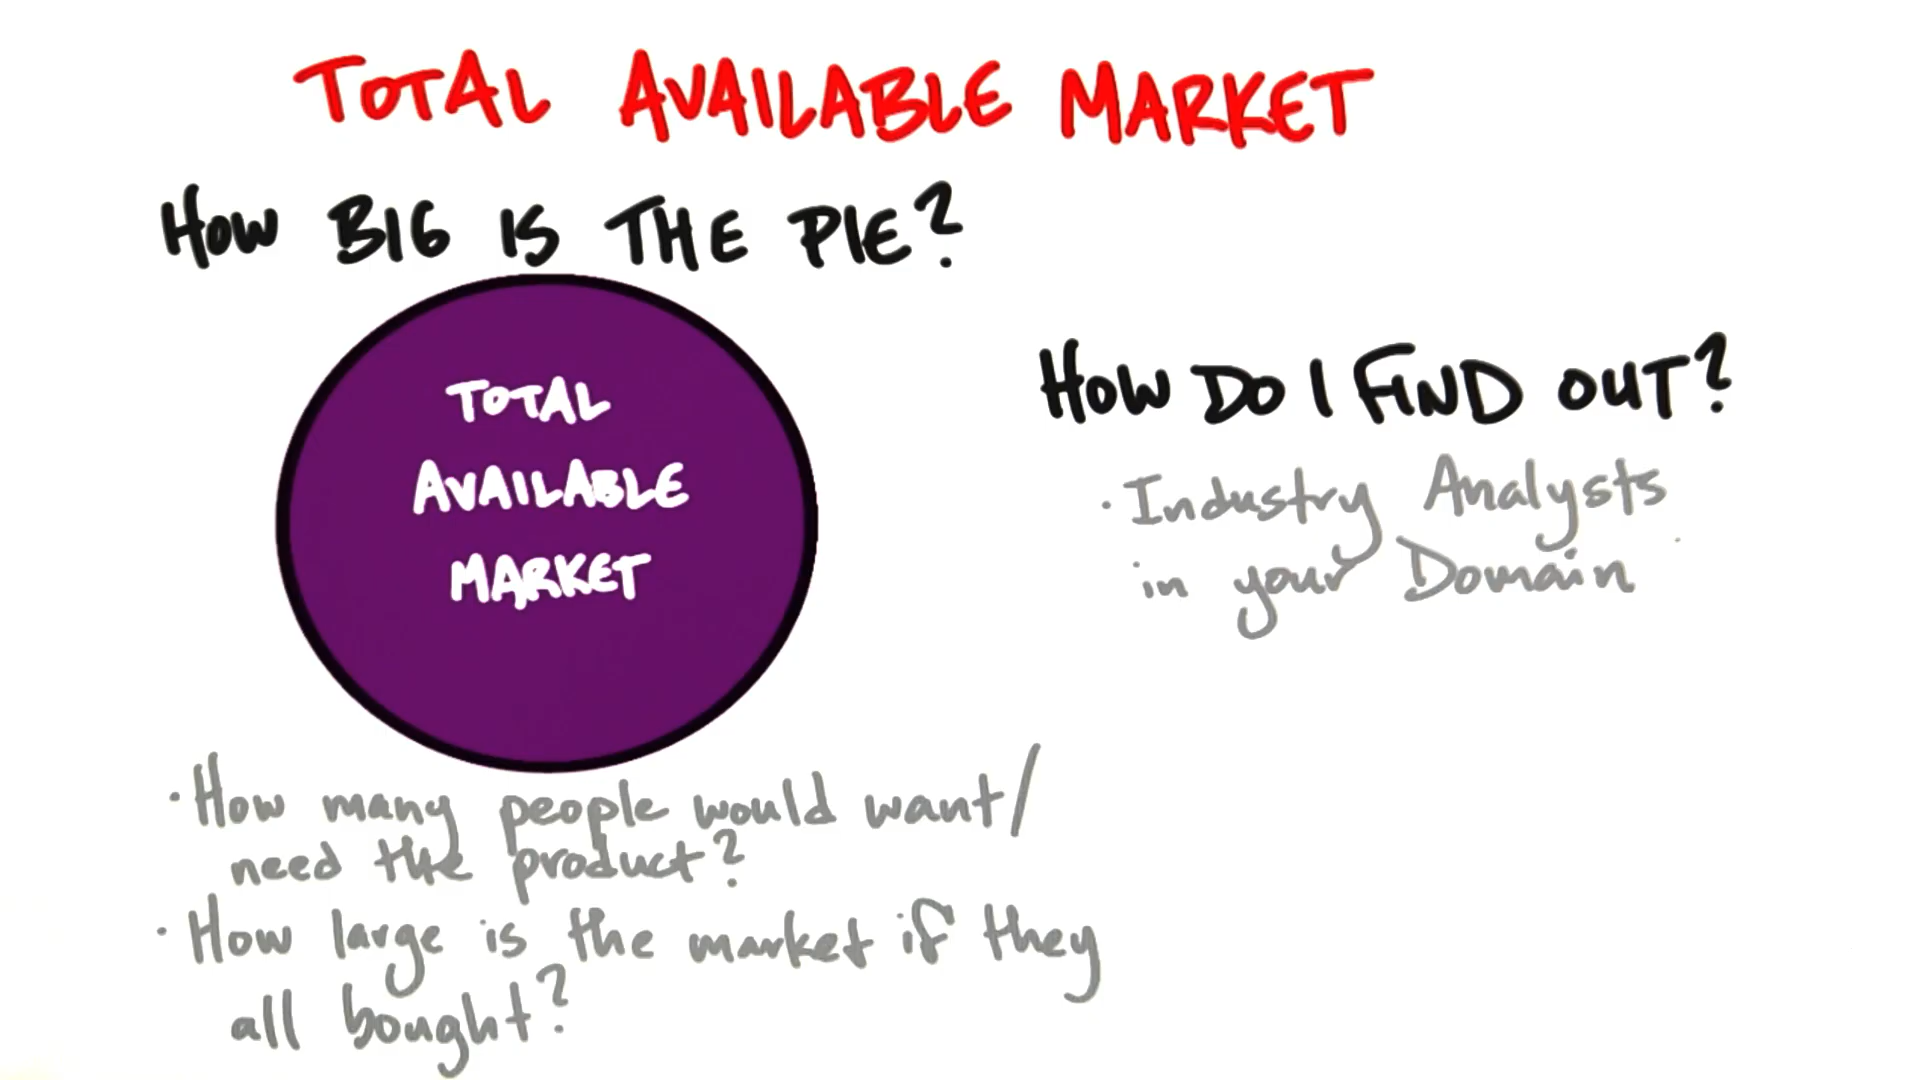 TOTAL AVAILABLE MARKET
HOW BIG IS THE PIE?
TOTAL
AVAILABLE
MARKET
· How many people would want/
need the product?
· How large is the market if they
all bought?
HOW DO I FIND OUT?
· Industry Analysts
in your Domain